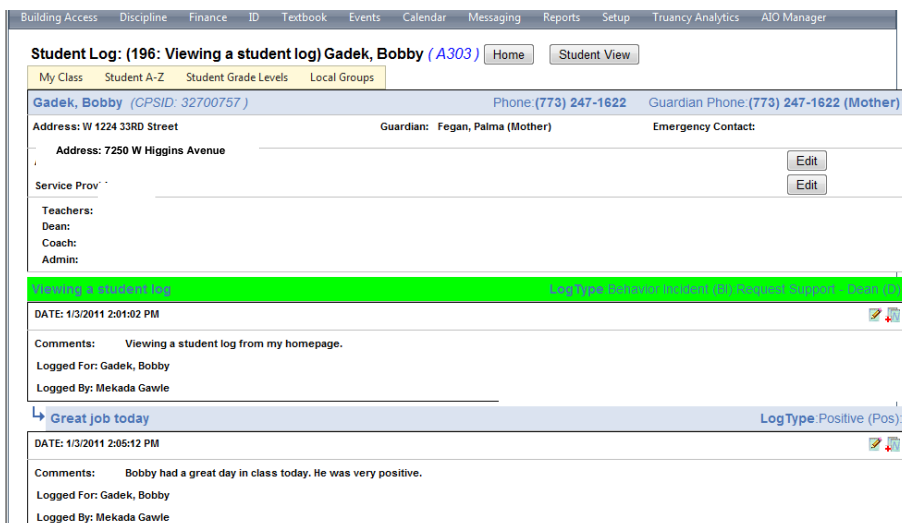 Building Access Discipline Finance ID Textbook Events Calendar Messaging Reports Setup Truancy Analytics AIO Manager
Student Log: (196: Viewing a student log) Gadek, Bobby ( A303 ) Home Student View
My Class Student A-Z Student Grade Levels Local Groups
Gadek, Bobby (CPSID: 32700757 ) Phone:(773) 247-1622 Guardian Phone:(773) 247-1622 (Mother)
Address: W 1224 33RD Street Guardian: Fegan, Palma (Mother) Emergency Contact:
Address: 7250 W Higgins Avenue
Edit
Service Edit
Teachers:
Dean:
Coach:
Admin:
Viewing a student log LogType:Behavior Incident (BI):Request Support - Dean (D)
DATE: 1/3/2011 2:01:02 PM
Comments: Viewing a student log from my homepage.
Logged For: Gadek, Bobby
Logged By: Mekada Gawle
Great job today LogType:Positive (Pos):
DATE: 1/3/2011 2:05:12 PM
Comments: Bobby had a great day in class today. He was very positive.
Logged For: Gadek, Bobby
Logged By: Mekada Gawle